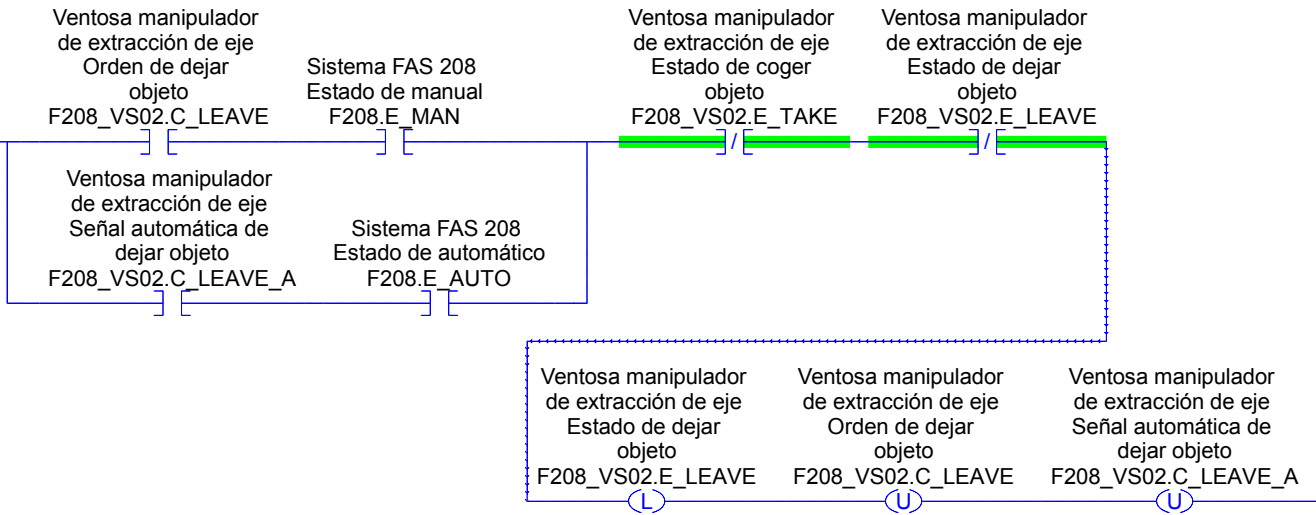 Ventosa manipulador
de extracción de eje
Orden de dejar
objeto
F208_VS02.C_LEAVE
Sistema FAS 208
Estado de manual
F208.E_MAN
Ventosa manipulador
de extracción de eje
Estado de coger
objeto
F208_VS02.E_TAKE
/
Ventosa manipulador
de extracción de eje
Estado de dejar
objeto
F208_VS02.E_LEAVE
/
Ventosa manipulador
de extracción de eje
Señal automática de
dejar objeto
F208_VS02.C_LEAVE_A
Sistema FAS 208
Estado de automático
F208.E_AUTO
Ventosa manipulador
de extracción de eje
Estado de dejar
objeto
F208_VS02.E_LEAVE
L
Ventosa manipulador
de extracción de eje
Orden de dejar
objeto
F208_VS02.C_LEAVE
U
Ventosa manipulador
de extracción de eje
Señal automática de
dejar objeto
F208_VS02.C_LEAVE_A
U